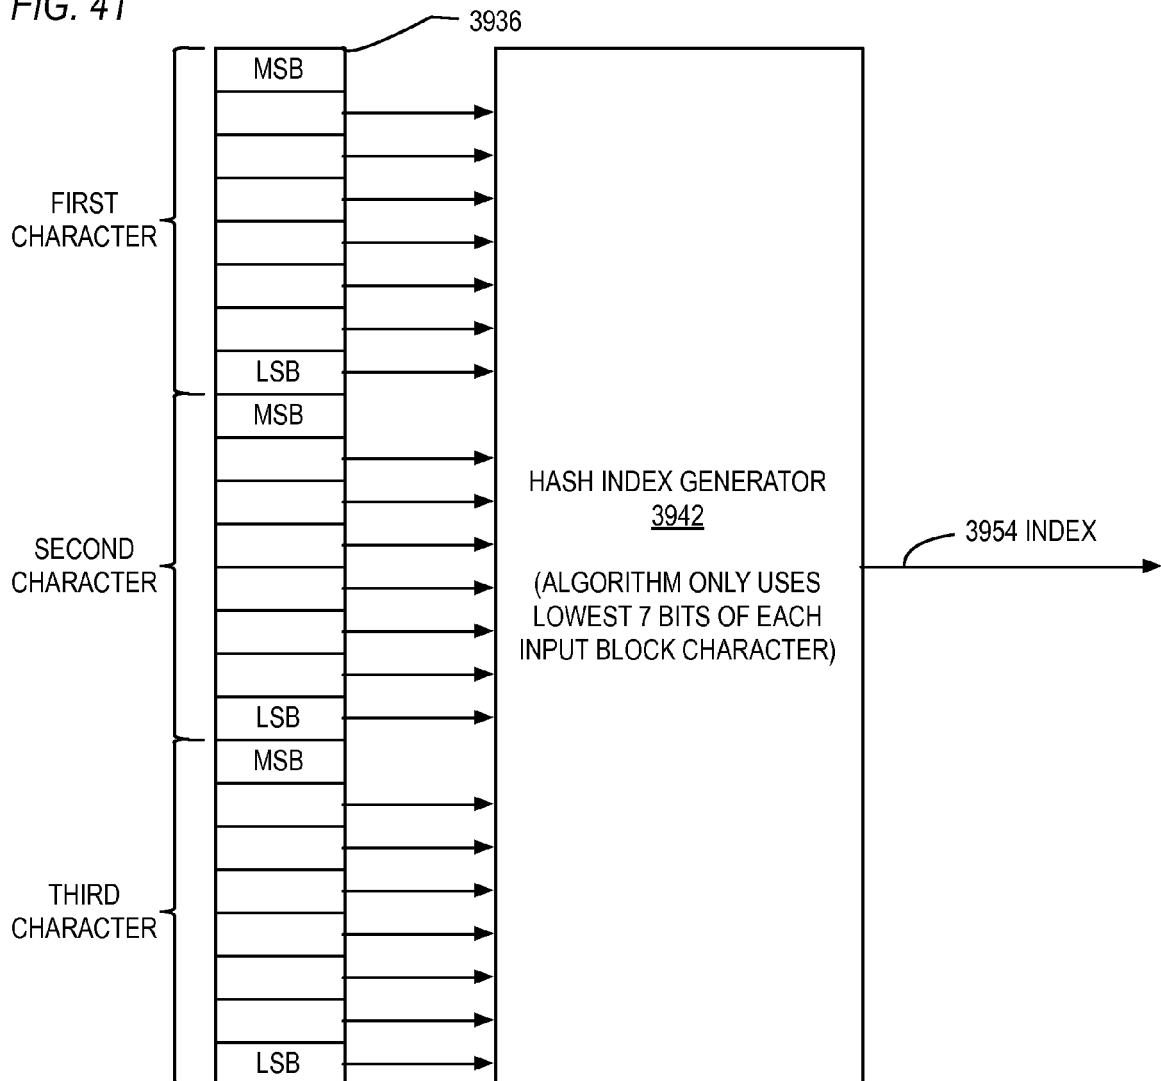 FIG. 41
3936
MSB
FIRST
CHARACTER
LSB
MSB
SECOND
CHARACTER
LSB
MSB
THIRD
CHARACTER
LSB
HASH INDEX GENERATOR
3942
(ALGORITHM ONLY USES
LOWEST 7 BITS OF EACH
INPUT BLOCK CHARACTER)
3954 INDEX